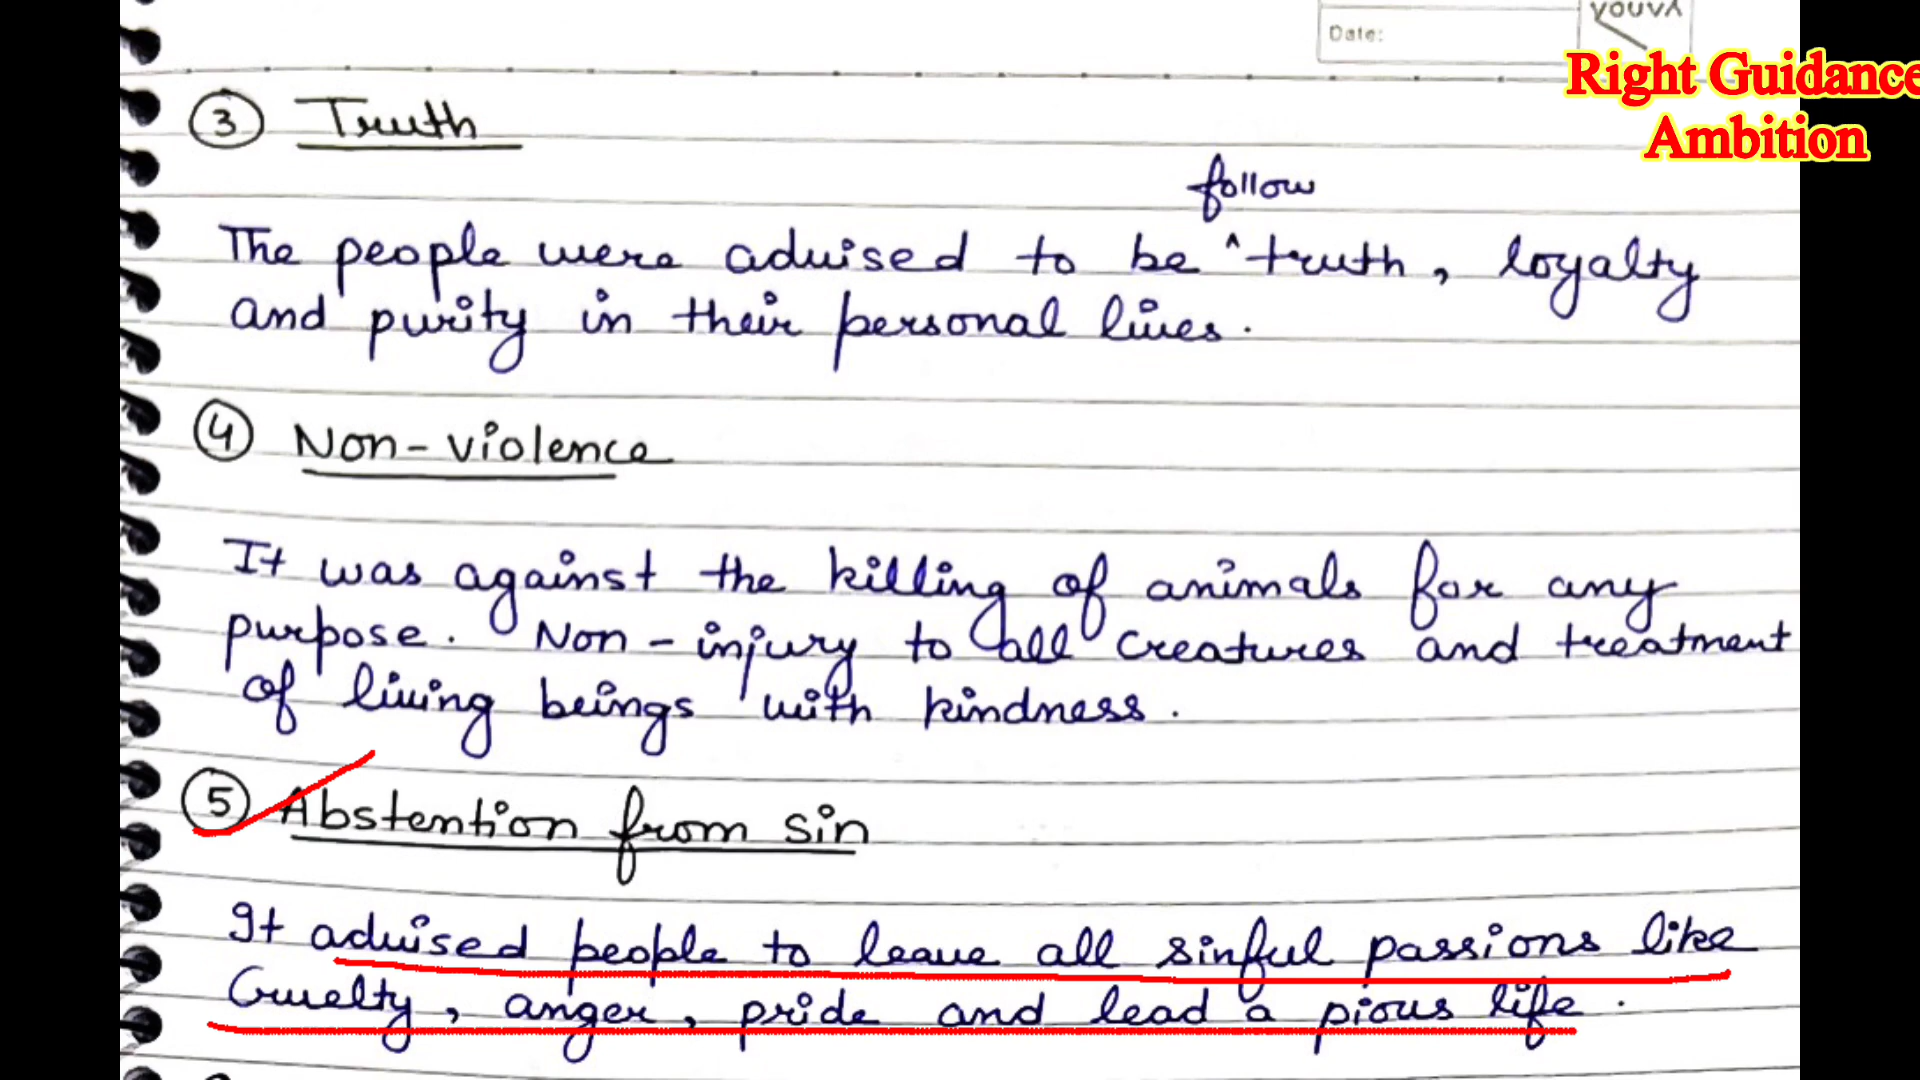 YOUVA
Date:
Right Guidance
Ambition
3 Truth
follow
The people were advised to be ^ truth, loyalty
and purity in their personal lives.
4 Non-violence
It was against the killing of animals for any
purpose. Non-injury to all creatures and treatment
of living beings with kindness.
5 Abstention from sin
It advised people to leave all sinful passions like
Cruelty, anger, pride and lead a pious life.